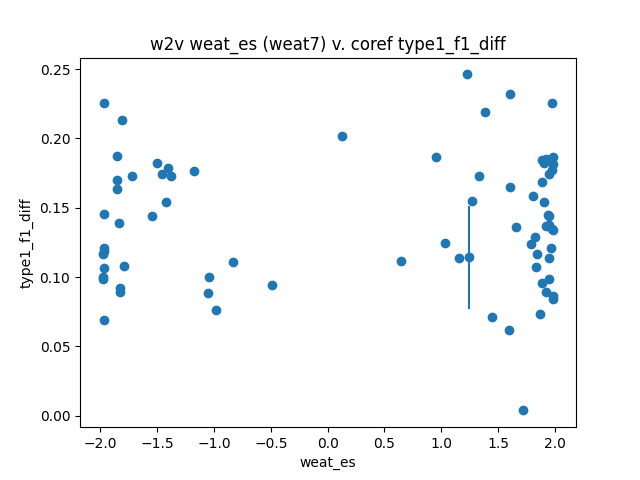 w2v weat_es (weat7) v. coref type1_f1_diff
type1_f1_diff
0.25
0.20
0.15
0.10
0.05
0.00
−2.0 −1.5 −1.0 −0.5 0.0 0.5 1.0 1.5 2.0
weat_es